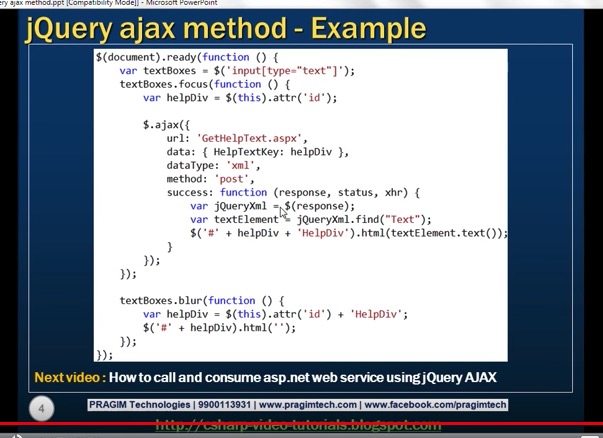 ery ajax method.ppt [Compatibility Mode]] - Microsoft PowerPoint
jQuery ajax method - Example
$(document).ready(function () {
var textBoxes = $('input[type="text"]');
textBoxes.focus(function () {
var helpDiv = $(this).attr('id');
$.ajax({
url: 'GetHelpText.aspx',
data: { HelpTextKey: helpDiv },
dataType: 'xml',
method: 'post',
success: function (response, status, xhr) {
var jQueryXml = $(response);
var textElement = jQueryXml.find("Text");
$('#' + helpDiv + 'HelpDiv').html(textElement.text());
}
});
});
textBoxes.blur(function () {
var helpDiv = $(this).attr('id') + 'HelpDiv';
$('#' + helpDiv).html('');
});
});
Next video : How to call and consume asp.net web service using jQuery AJAX
4
PRAGIM Technologies | 9900113931 | www.pragimtech.com | www.facebook.com/pragimtech
http://csharp-video-tutorials.blogspot.com